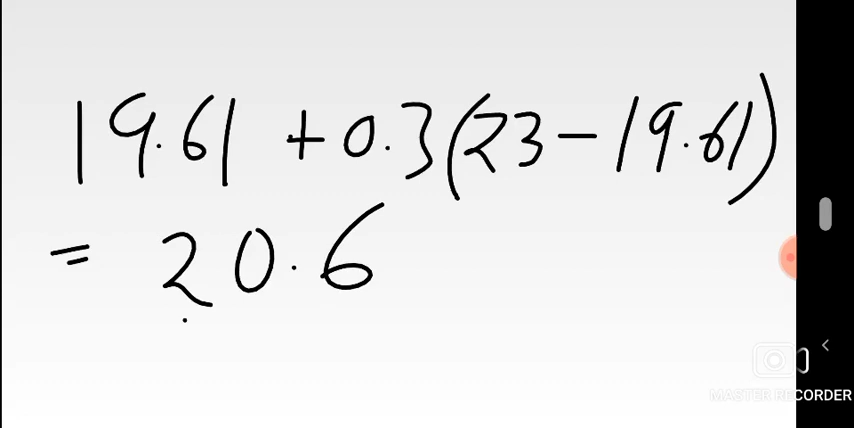 19.61 + 0.3(23 - 19.61)
= 20.6
MASTER RECORDER